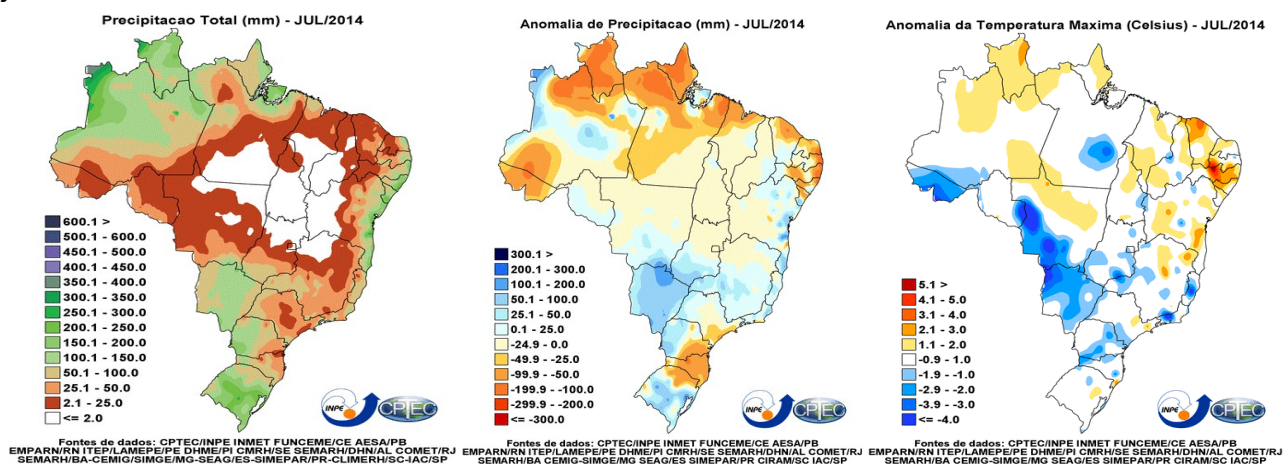 Precipitacao Total (mm) - JUL/2014
600.1 >
500.1 - 600.0
450.1 - 500.0
400.1 - 450.0
350.1 - 400.0
300.1 - 350.0
250.1 - 300.0
200.1 - 250.0
150.1 - 200.0
100.1 - 150.0
50.1 - 100.0
25.1 - 50.0
2.1 - 25.0
<= 2.0
INPE
CPTEC
Fontes de dados: CPTEC/INPE INMET FUNCEME/CE AESA/PB
EMPARN/RN ITEP/LAMEPE/PE DHME/PI CMRH/SE SEMARH/DHN/AL COMET/RJ
SEMARH/BA-CEMIG/SIMGE/MG-SEAG/ES-SIMEPAR/PR-CLIMERH/SC-IAC/SP
Anomalia de Precipitacao (mm) - JUL/2014
300.1 >
200.1 - 300.0
100.1 - 200.0
50.1 - 100.0
25.1 - 50.0
0.1 - 25.0
-24.9 - 0.0
-49.9 - -25.0
-99.9 - -50.0
-199.9 - -100.0
-299.9 - -200.0
<= -300.0
INPE
CPTEC
Fontes de dados: CPTEC/INPE INMET FUNCEME/CE AESA/PB
EMPARN/RN ITEP/LAMEPE/PE DHME/PI CMRH/SE SEMARH/DHN/AL COMET/RJ
SEMARH/BA CEMIG/SIMGE/MG SEAG/ES SIMEPAR/PR CIRAM/SC IAC/SP
Anomalia da Temperatura Maxima (Celsius) - JUL/2014
5.1 >
4.1 - 5.0
3.1 - 4.0
2.1 - 3.0
1.1 - 2.0
-0.9 - 1.0
-1.9 - -1.0
-2.9 - -2.0
-3.9 - -3.0
<= -4.0
INPE
CPTEC
Fontes de dados: CPTEC/INPE INMET FUNCEME/CE AESA/PB
EMPARN/RN ITEP/LAMEPE/PE DHME/PI CMRH/SE SEMARH/DHN/AL COMET/RJ
SEMARH/BA CEMIG/SIMGE/MG SEAG/ES SIMEPAR/PR CIRAM/SC IAC/SP